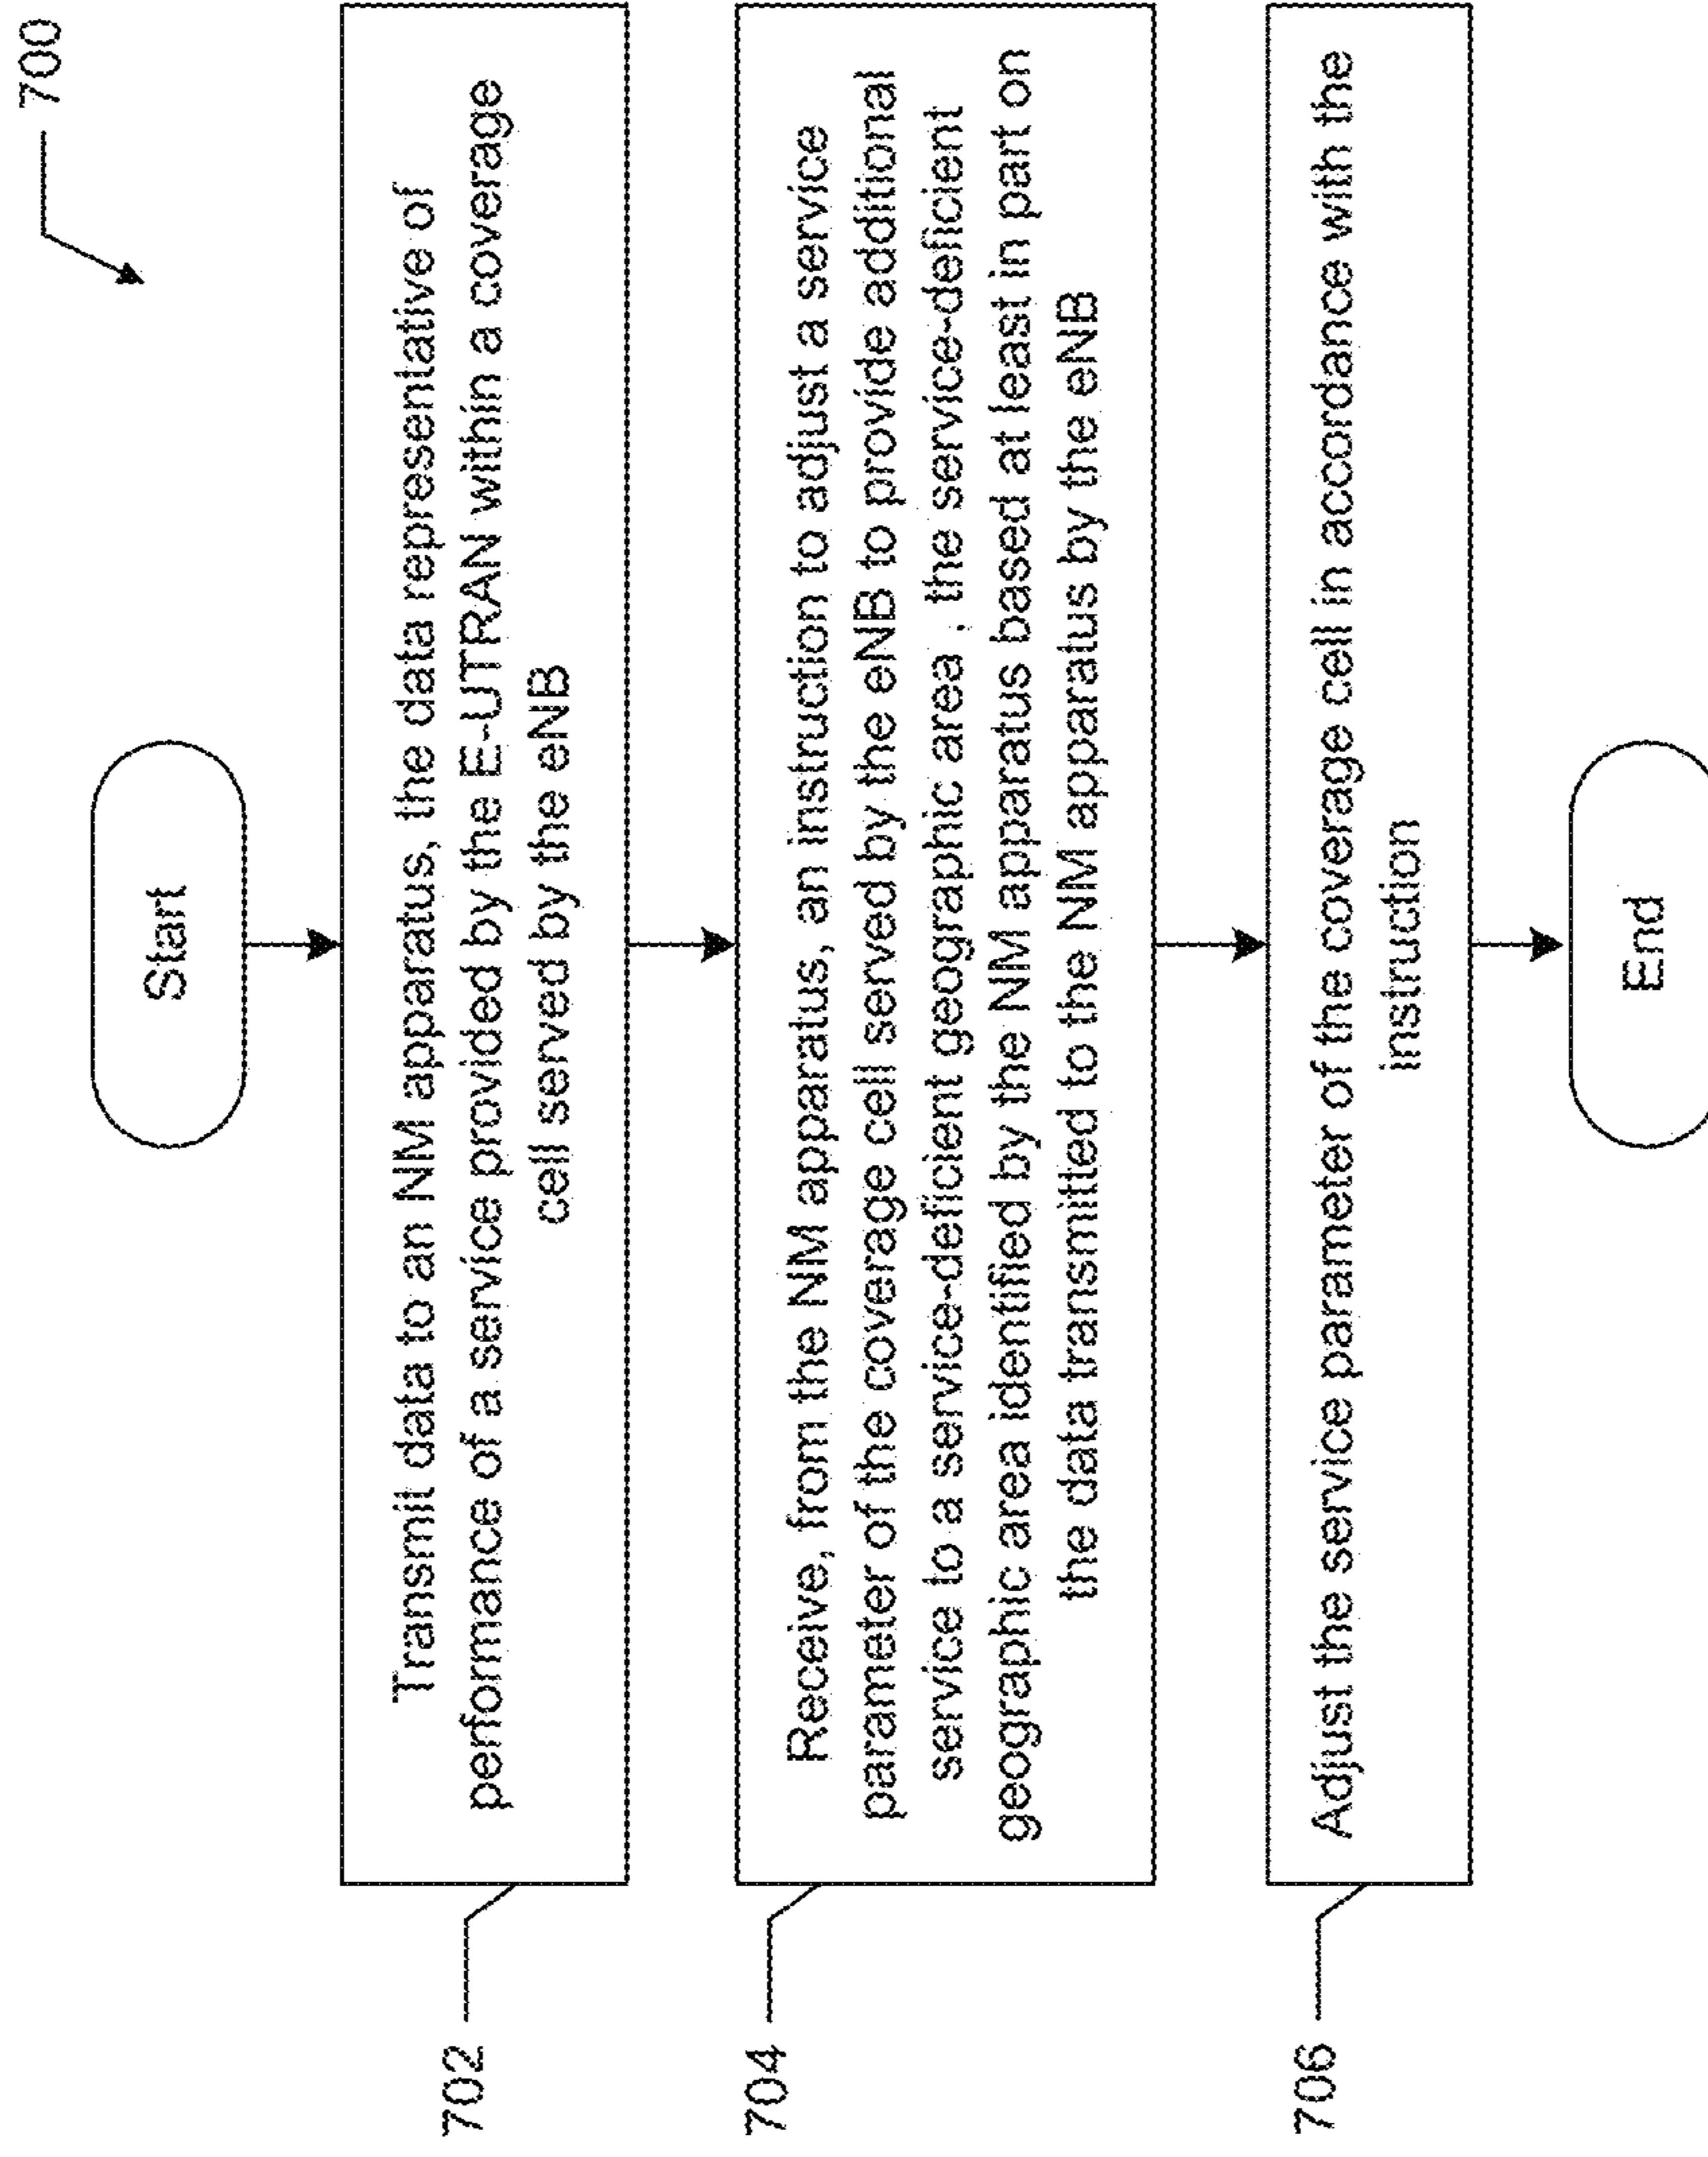 700
Start
702
Transmit data to an NM apparatus, the data representative of
performance of a service provided by the E-UTRAN within a coverage
cell served by the eNB
704
Receive, from the NM apparatus, an instruction to adjust a service
parameter of the coverage cell served by the eNB to provide additional
service to a service-deficient geographic area , the service-deficient
geographic area identified by the NM apparatus based at least in part on
the data transmitted to the NM apparatus by the eNB
706
Adjust the service parameter of the coverage cell in accordance with the
instruction
End